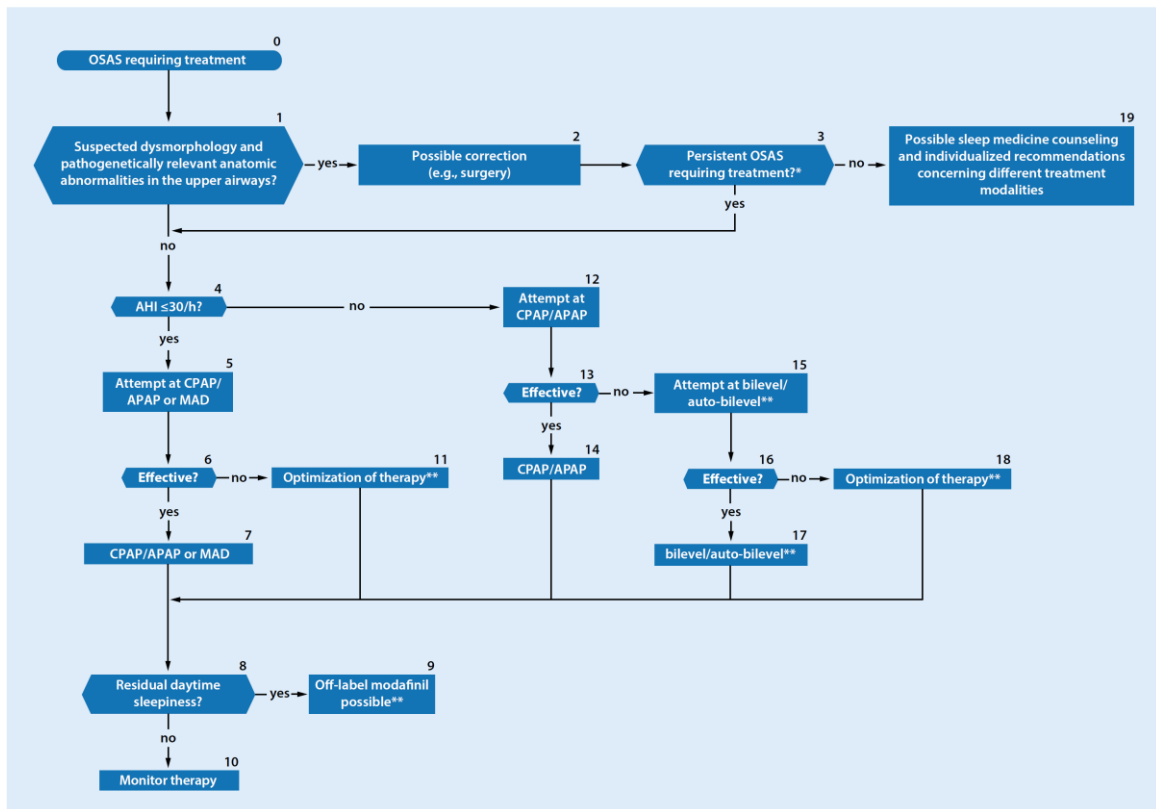 0
OSAS requiring treatment
1
Suspected dysmorphology and
pathogenetically relevant anatomic
abnormalities in the upper airways?
yes
2
Possible correction
(e.g., surgery)
3
Persistent OSAS
requiring treatment?*
no
19
Possible sleep medicine counseling
and individualized recommendations
concerning different treatment
modalities
yes
no
4
AHI ≤30/h?
no
12
Attempt at
CPAP/APAP
yes
5
Attempt at CPAP/
APAP or MAD
13
Effective?
no
15
Attempt at bilevel/
auto-bilevel**
yes
14
CPAP/APAP
6
Effective?
no
11
Optimization of therapy**
16
Effective?
no
18
Optimization of therapy**
yes
7
CPAP/APAP or MAD
yes
17
bilevel/auto-bilevel**
8
Residual daytime
sleepiness?
yes
9
Off-label modafinil
possible**
no
10
Monitor therapy